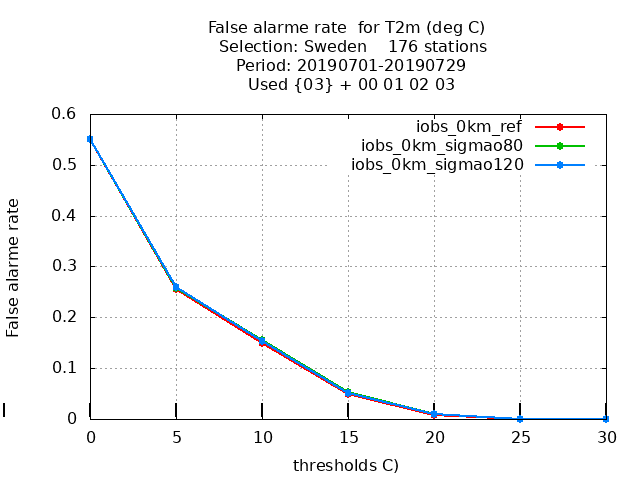 False alarme rate  for T2m (deg C)
Selection: Sweden    176 stations
Period: 20190701-20190729
Used {03} + 00 01 02 03
iobs_0km_ref
iobs_0km_sigmao80
iobs_0km_sigmao120
False alarme rate
0.6
0.5
0.4
0.3
0.2
0.1
0
0 5 10 15 20 25 30
thresholds C)